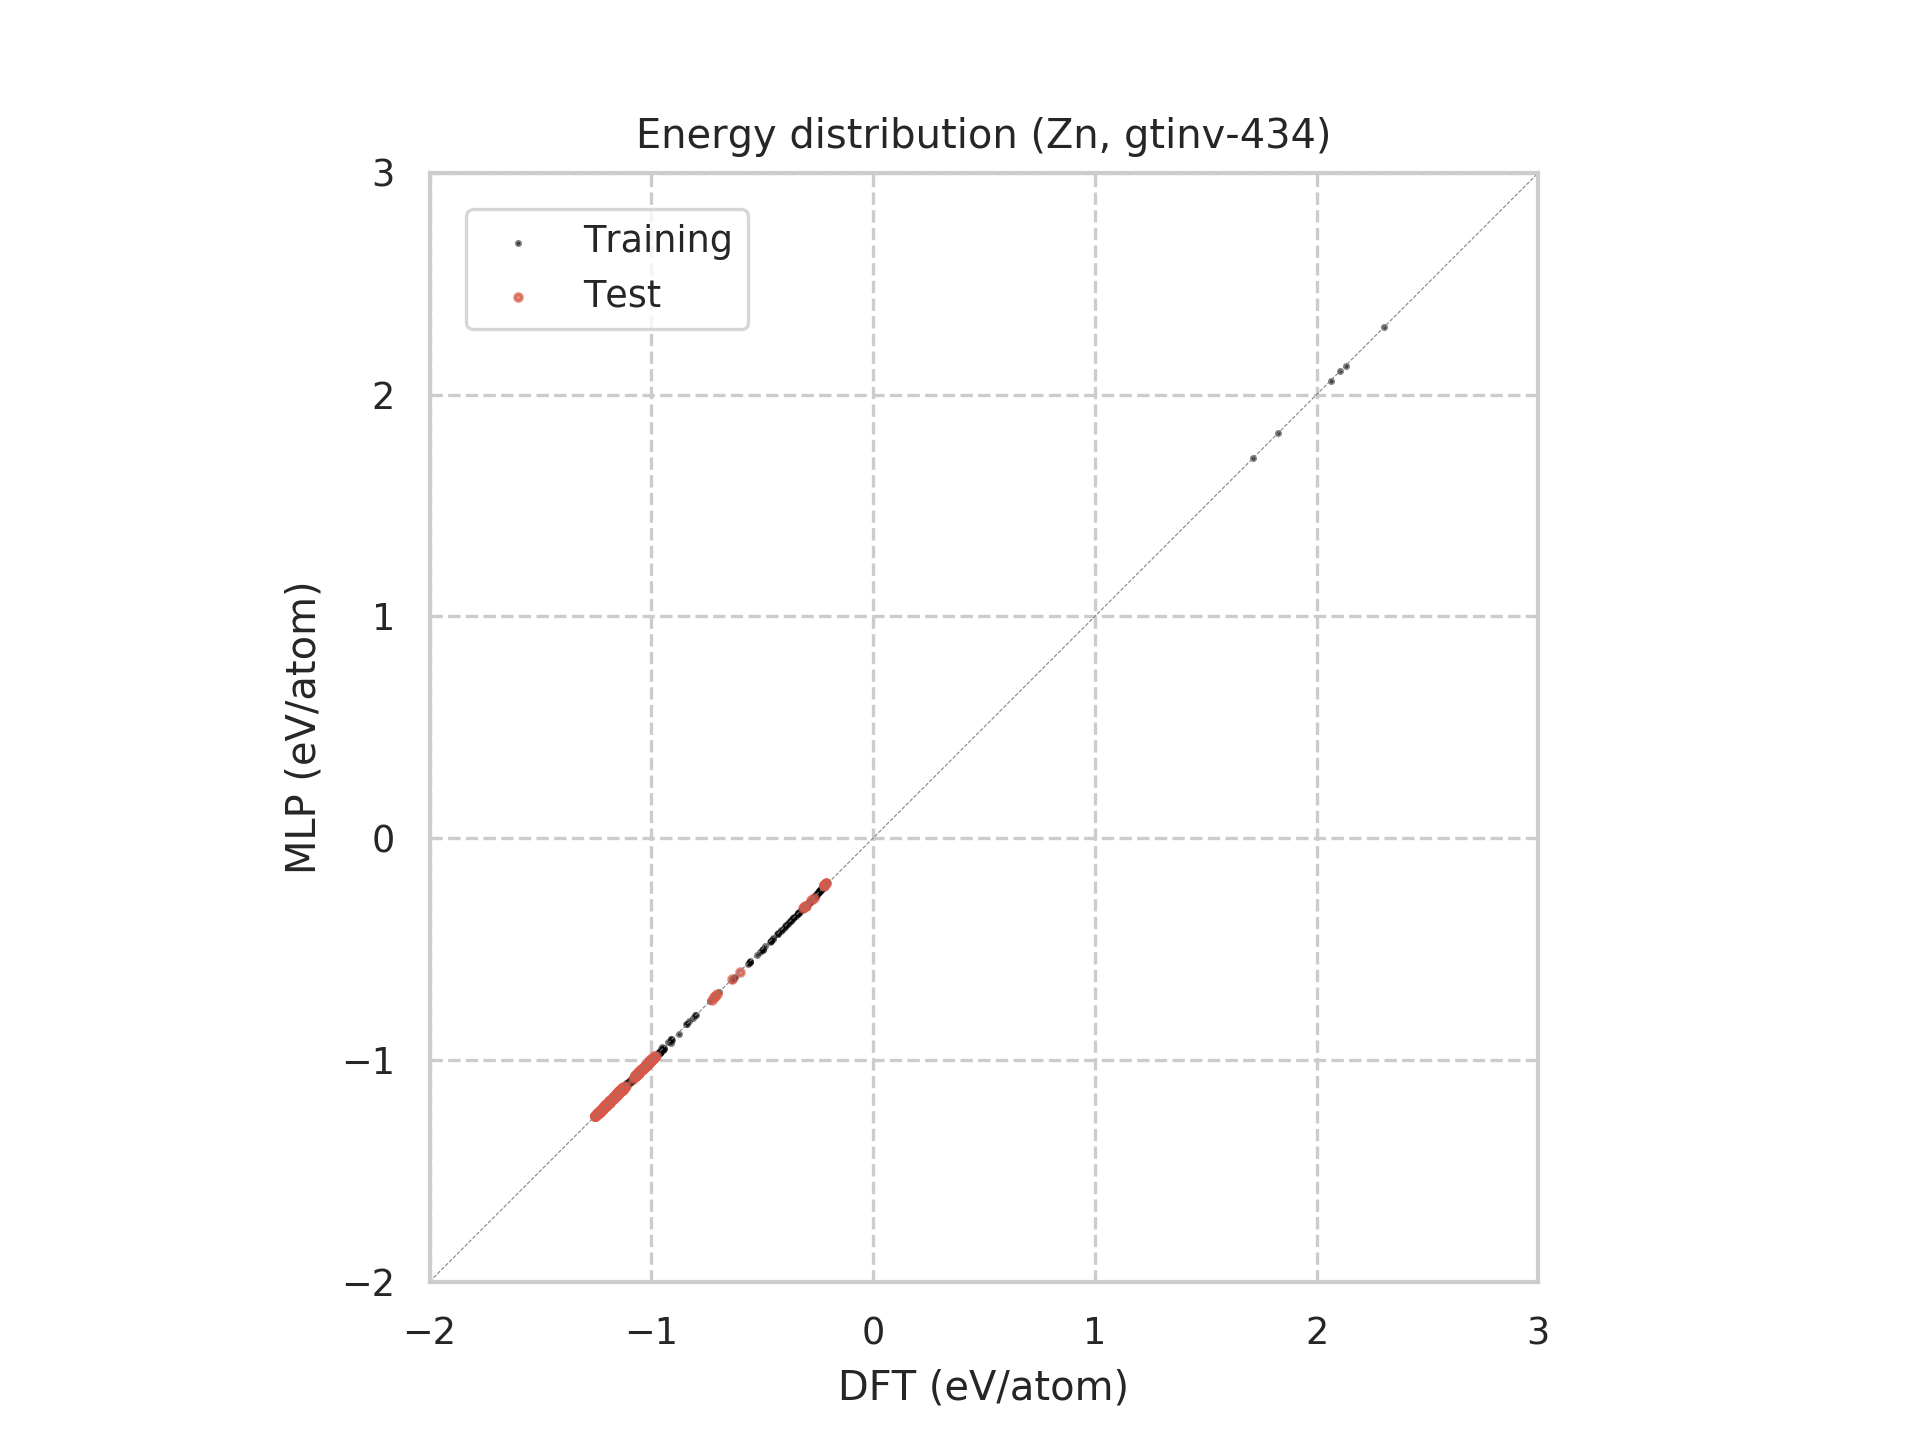 Energy distribution (Zn, gtinv-434)
3
Training
Test
2
1
MLP (eV/atom)
0
−1
−2
−2 −1 0 1 2 3
DFT (eV/atom)